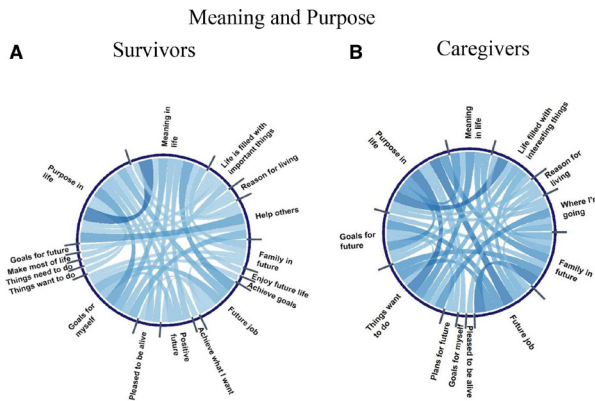 Meaning and Purpose
A
Survivors
Meaning in
life
Life is filled with
important things
Reason for living
Help others
Family in
future
Enjoy future life
Achieve goals
Future job
Achieve what I want
Positive
future
Pleased to be alive
Goals for
myself
Things want to do
Things need to do
Make most of life
Goals for future
Purpose in
life
B
Caregivers
Meaning
in life
Life filled with
interesting things
Reason for
living
Where I'r
going
Family in
future
Future job
Pleased to be alive
Goals for myself
Plans for future
Things want
to do
Goals for
future
Purpose in
life